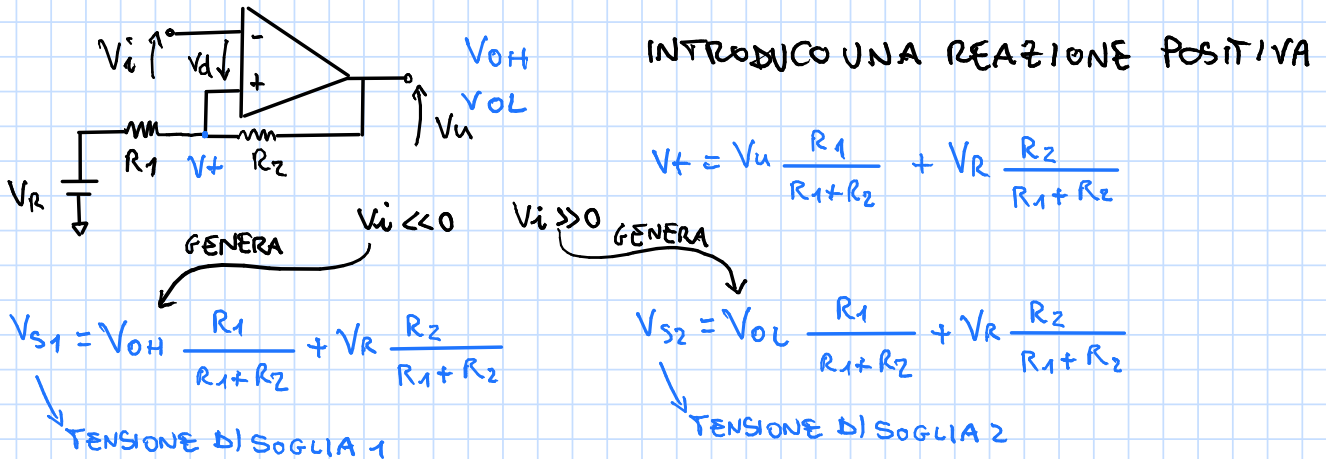 INTRODUCO UNA REAZIONE POSITIVA
Vi
Vd
-
+
VOH
VOL
Vu
R1
V+
R2
VR
V+ = Vu R1/(R1+R2) + VR R2/(R1+R2)
Vi <<0
GENERA
Vi >>0
GENERA
VS1 = VOH R1/(R1+R2) + VR R2/(R1+R2)
TENSIONE DI SOGLIA 1
VS2 = VOL R1/(R1+R2) + VR R2/(R1+R2)
TENSIONE DI SOGLIA 2